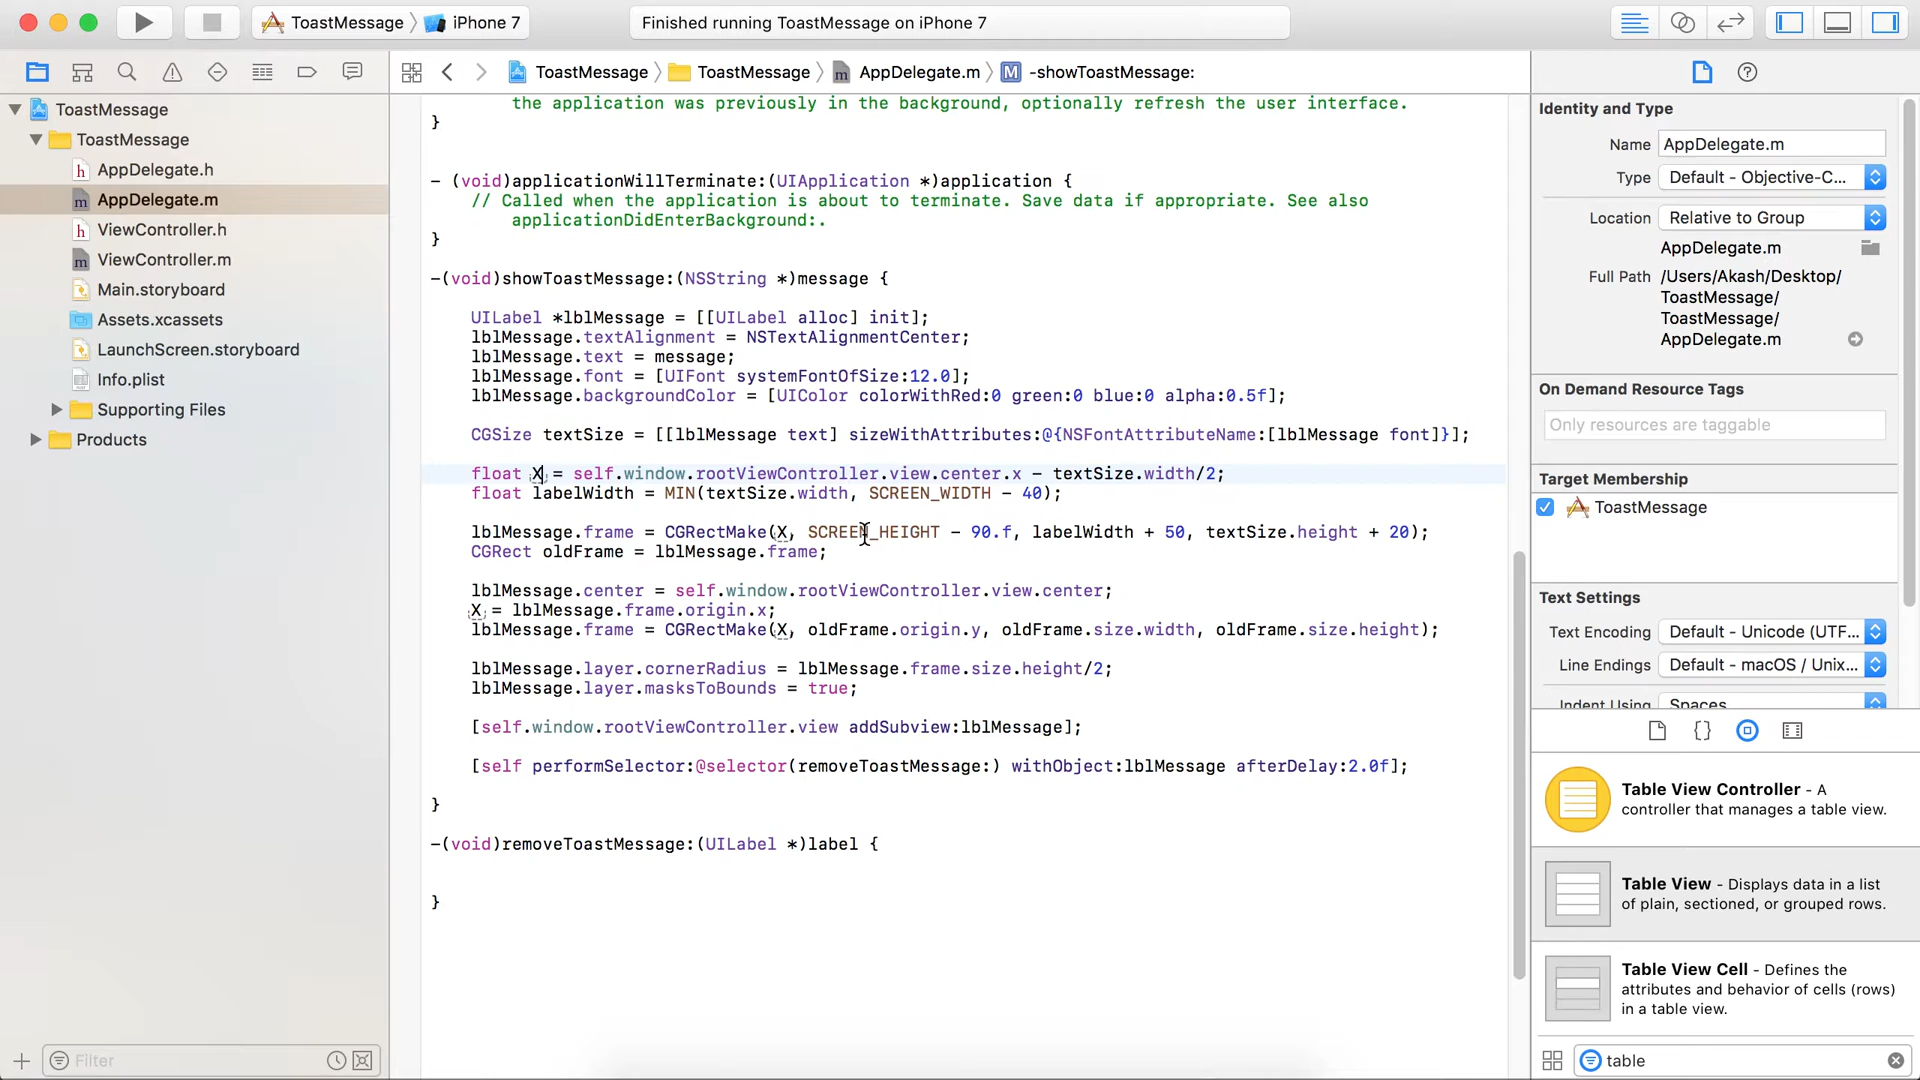 ToastMessage
iPhone 7
Finished running ToastMessage on iPhone 7
ToastMessage
ToastMessage
AppDelegate.m
M
-showToastMessage:
ToastMessage
ToastMessage
h AppDelegate.h
m AppDelegate.m
h ViewController.h
m ViewController.m
Main.storyboard
Assets.xcassets
LaunchScreen.storyboard
Info.plist
Supporting Files
Products
Filter
the application was previously in the background, optionally refresh the user interface.
}
- (void)applicationWillTerminate:(UIApplication *)application {
// Called when the application is about to terminate. Save data if appropriate. See also
applicationDidEnterBackground:.
}
-(void)showToastMessage:(NSString *)message {
UILabel *lblMessage = [[UILabel alloc] init];
lblMessage.textAlignment = NSTextAlignmentCenter;
lblMessage.text = message;
lblMessage.font = [UIFont systemFontOfSize:12.0];
lblMessage.backgroundColor = [UIColor colorWithRed:0 green:0 blue:0 alpha:0.5f];
CGSize textSize = [[lblMessage text] sizeWithAttributes:@{NSFontAttributeName:[lblMessage font]}];
float X = self.window.rootViewController.view.center.x - textSize.width/2;
float labelWidth = MIN(textSize.width, SCREEN_WIDTH - 40);
lblMessage.frame = CGRectMake(X, SCREEN_HEIGHT - 90.f, labelWidth + 50, textSize.height + 20);
CGRect oldFrame = lblMessage.frame;
lblMessage.center = self.window.rootViewController.view.center;
X = lblMessage.frame.origin.x;
lblMessage.frame = CGRectMake(X, oldFrame.origin.y, oldFrame.size.width, oldFrame.size.height);
lblMessage.layer.cornerRadius = lblMessage.frame.size.height/2;
lblMessage.layer.masksToBounds = true;
[self.window.rootViewController.view addSubview:lblMessage];
[self performSelector:@selector(removeToastMessage:) withObject:lblMessage afterDelay:2.0f];
}
-(void)removeToastMessage:(UILabel *)label {
}
Identity and Type
Name AppDelegate.m
Type Default - Objective-C...
Location Relative to Group
AppDelegate.m
Full Path /Users/Akash/Desktop/
ToastMessage/
ToastMessage/
AppDelegate.m
On Demand Resource Tags
Only resources are taggable
Target Membership
ToastMessage
Text Settings
Text Encoding Default - Unicode (UTF...
Line Endings Default - macOS / Unix...
Indent Using Spaces
Table View Controller - A
controller that manages a table view.
Table View - Displays data in a list
of plain, sectioned, or grouped rows.
Table View Cell - Defines the
attributes and behavior of cells (rows)
in a table view.
table